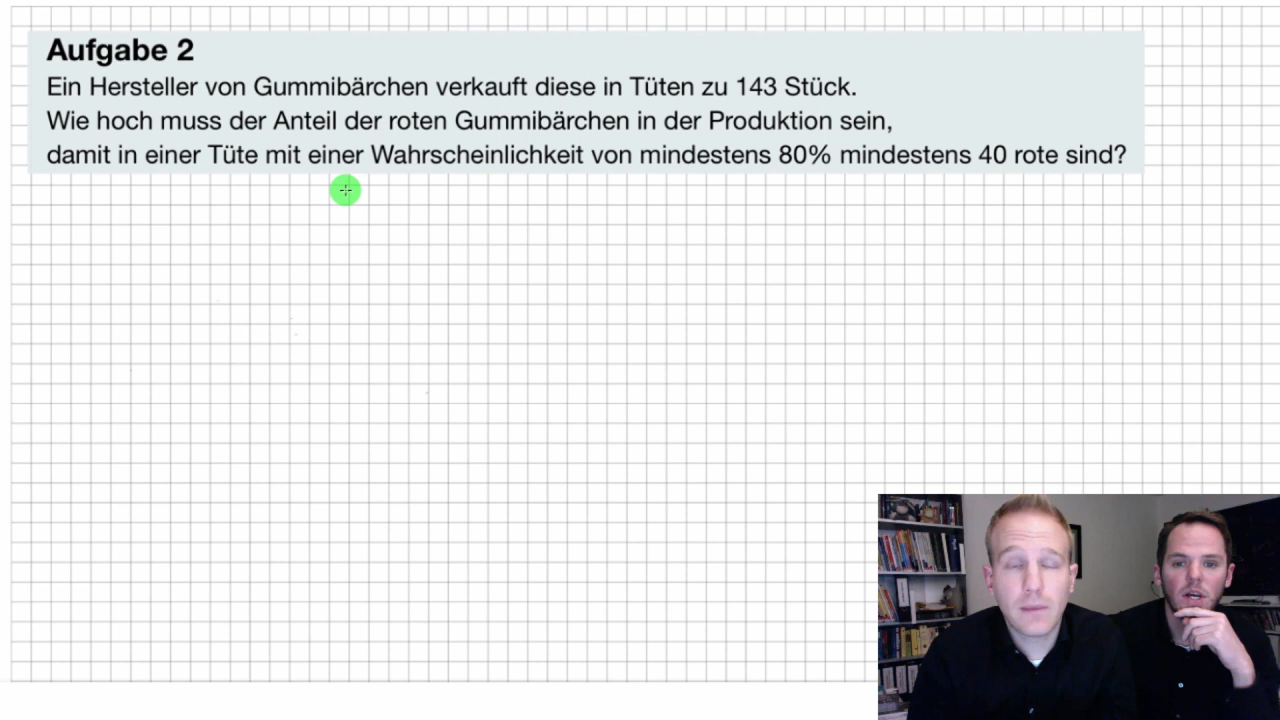 Aufgabe 2
Ein Hersteller von Gummibärchen verkauft diese in Tüten zu 143 Stück.
Wie hoch muss der Anteil der roten Gummibärchen in der Produktion sein,
damit in einer Tüte mit einer Wahrscheinlichkeit von mindestens 80% mindestens 40 rote sind?